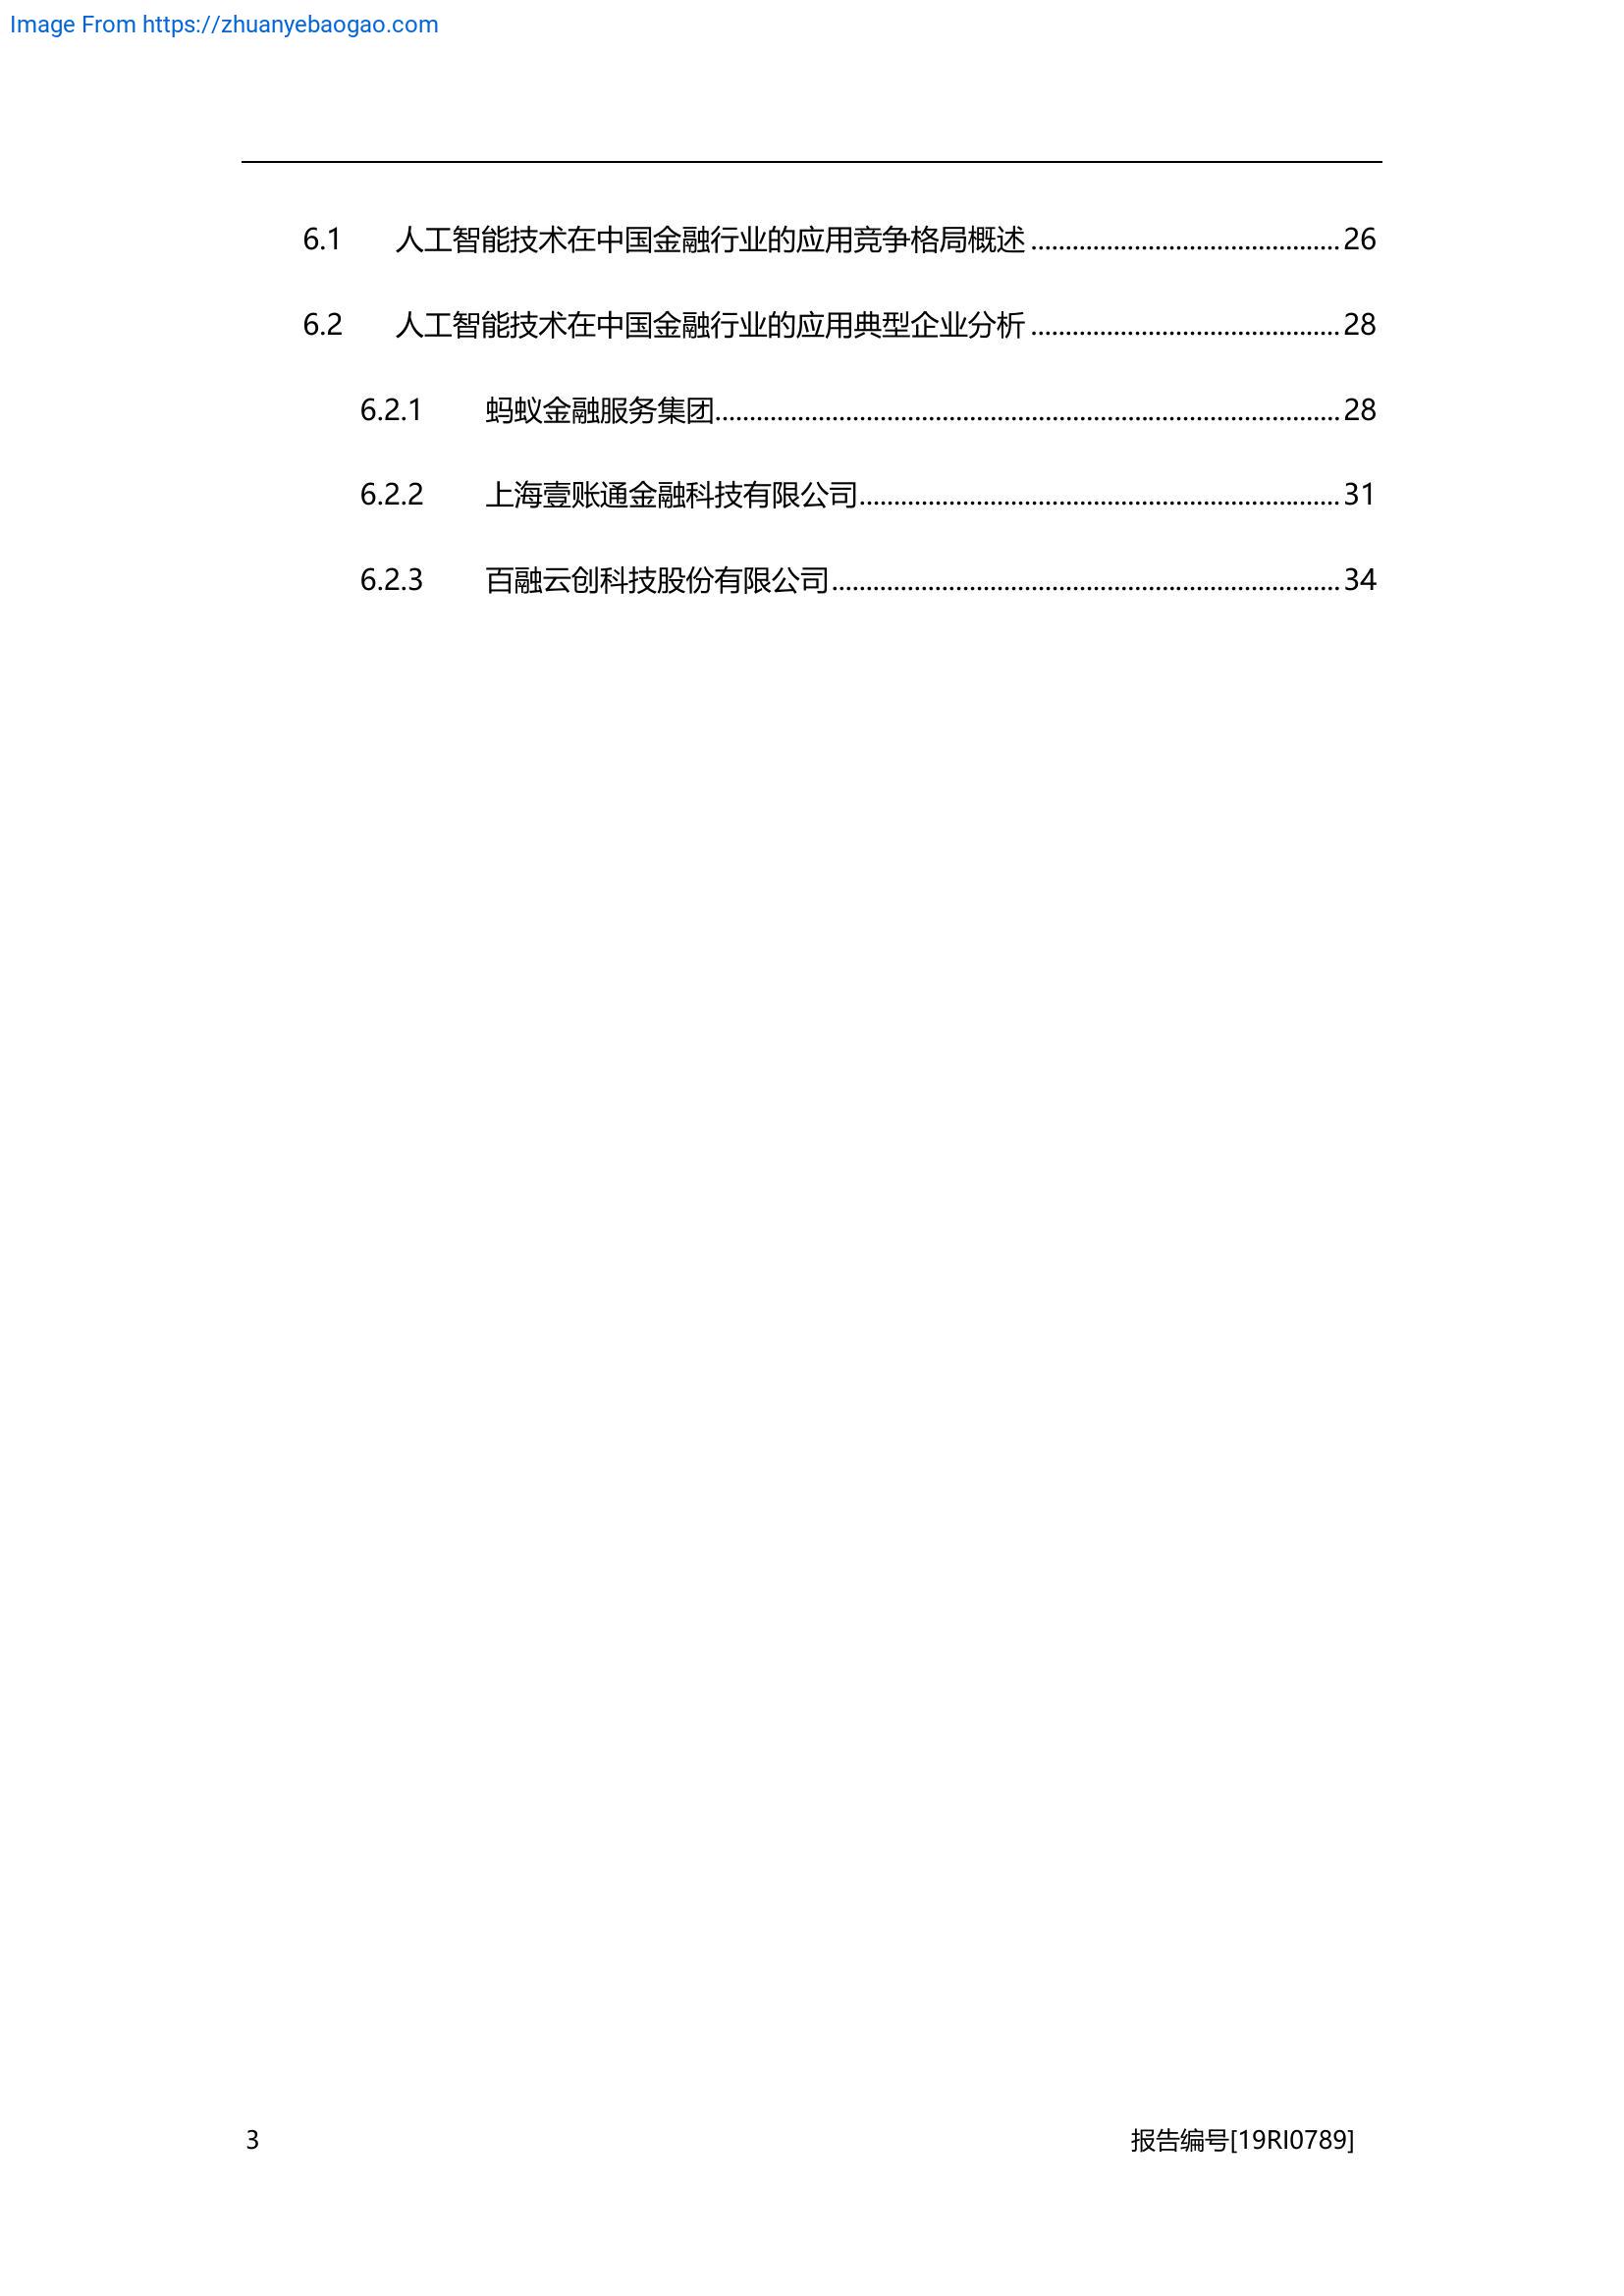 Image From https://zhuanyebaogao.com
6.1 人工智能技术在中国金融行业的应用竞争格局概述 ............................................. 26
6.2 人工智能技术在中国金融行业的应用典型企业分析 ............................................. 28
6.2.1 蚂蚁金融服务集团........................................................................................... 28
6.2.2 上海壹账通金融科技有限公司...................................................................... 31
6.2.3 百融云创科技股份有限公司.......................................................................... 34
3 报告编号[19RI0789]